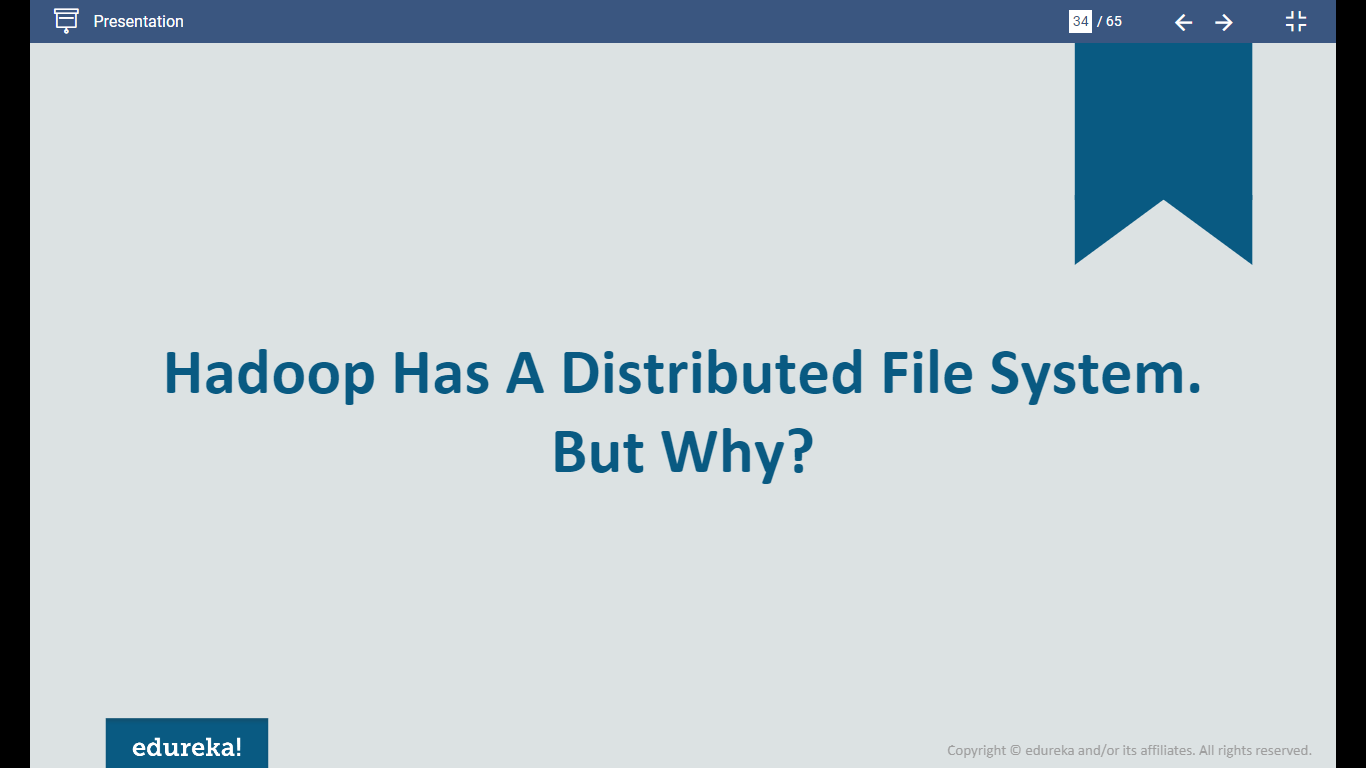 Presentation
34 / 65
Hadoop Has A Distributed File System.
But Why?
edureka!
Copyright © edureka and/or its affiliates. All rights reserved.